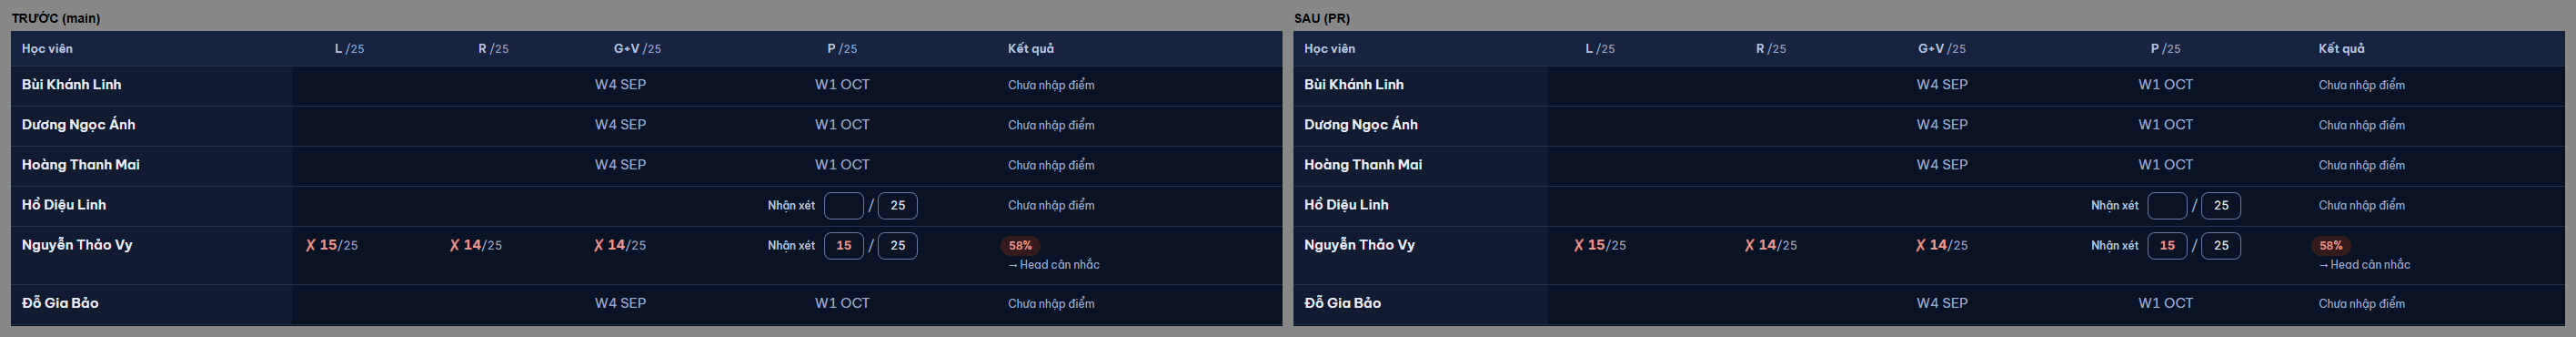 TRƯỚC (main)
Học viên L /25 R /25 G+V /25 P /25 Kết quả
Bùi Khánh Linh W4 SEP W1 OCT Chưa nhập điểm
Dương Ngọc Ánh W4 SEP W1 OCT Chưa nhập điểm
Hoàng Thanh Mai W4 SEP W1 OCT Chưa nhập điểm
Hồ Diệu Linh Nhận xét / 25 Chưa nhập điểm
Nguyễn Thảo Vy ✗ 15/25 ✗ 14/25 ✗ 14/25 Nhận xét 15 / 25 58%
→ Head cân nhắc
Đỗ Gia Bảo W4 SEP W1 OCT Chưa nhập điểm
SAU (PR)
Học viên L /25 R /25 G+V /25 P /25 Kết quả
Bùi Khánh Linh W4 SEP W1 OCT Chưa nhập điểm
Dương Ngọc Ánh W4 SEP W1 OCT Chưa nhập điểm
Hoàng Thanh Mai W4 SEP W1 OCT Chưa nhập điểm
Hồ Diệu Linh Nhận xét / 25 Chưa nhập điểm
Nguyễn Thảo Vy ✗ 15/25 ✗ 14/25 ✗ 14/25 Nhận xét 15 / 25 58%
→ Head cân nhắc
Đỗ Gia Bảo W4 SEP W1 OCT Chưa nhập điểm